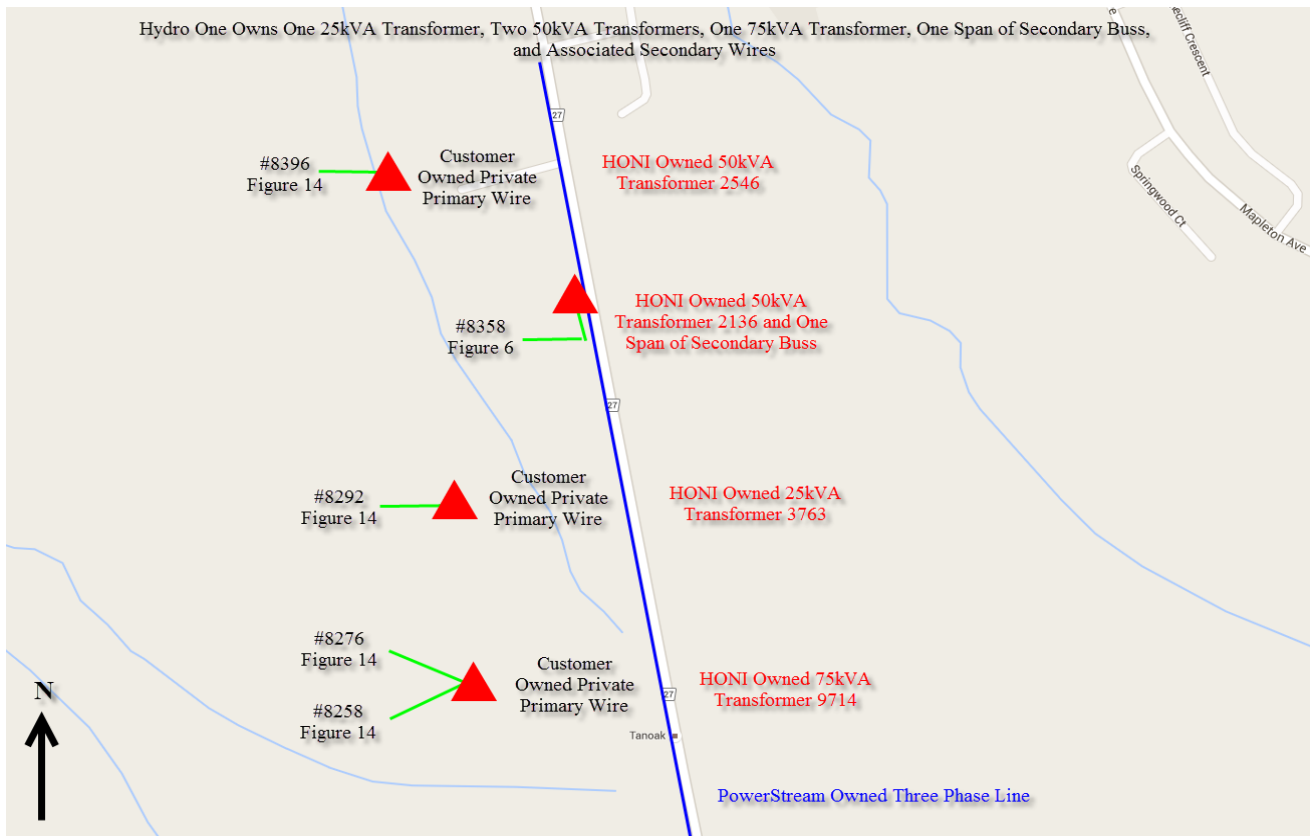 Hydro One Owns One 25kVA Transformer, Two 50kVA Transformers, One 75kVA Transformer, One Span of Secondary Buss,
and Associated Secondary Wires
27
#8396
Figure 14
Customer
Owned Private
Primary Wire
HONI Owned 50kVA
Transformer 2546
Springwood Ct
Mapleton Ave
Crescent
#8358
Figure 6
HONI Owned 50kVA
Transformer 2136 and One
Span of Secondary Buss
27
#8292
Figure 14
Customer
Owned Private
Primary Wire
HONI Owned 25kVA
Transformer 3763
#8276
Figure 14
#8258
Figure 14
Customer
Owned Private
Primary Wire
27
HONI Owned 75kVA
Transformer 9714
N
Tanoak
PowerStream Owned Three Phase Line